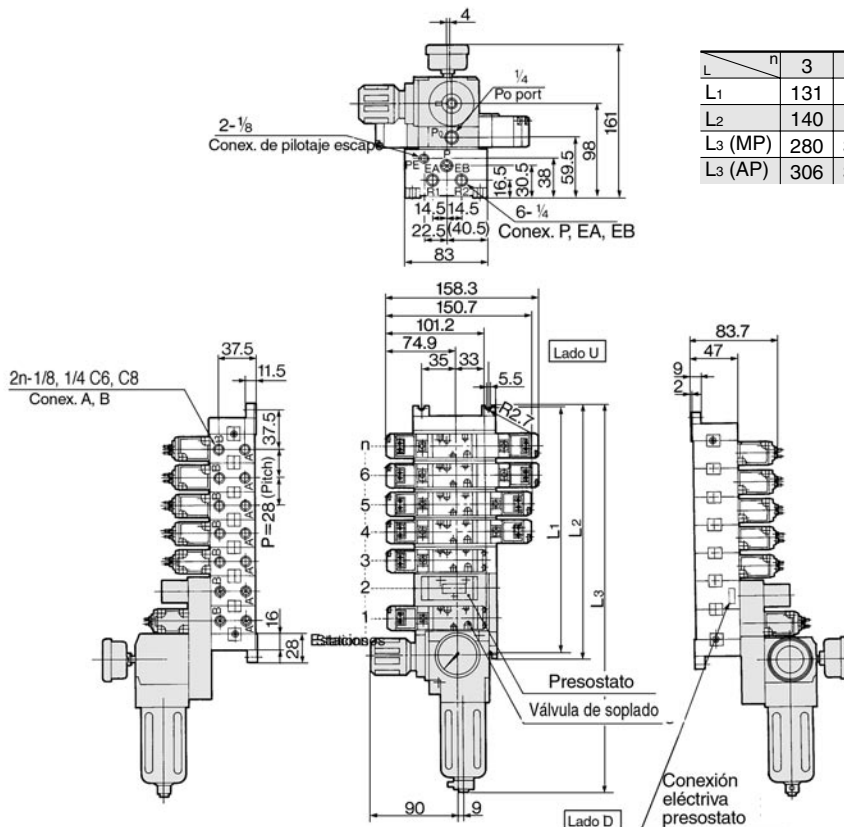 4
1/4
Po port
2-1/8
Conex. de pilotaje escape
Po
P
PE
EA
EB
R1
R2
16.5
30.5
38
59.5
98
161
14.5
14.5
22.5
(40.5)
83
6-1/4
Conex. P, EA, EB
L n 3
L1 131
L2 140
L3 (MP) 280
L3 (AP) 306
37.5
11.5
2n-1/8, 1/4 C6, C8
Conex. A, B
37.5
P=28 (Pitch)
16
28
B
A
B
A
B
A
B
A
B
A
B
A
B
A
158.3
150.7
101.2
74.9
35
33
5.5
R2.7
Lado U
n
6
5
4
3
2
1
Estaciones
L1
L2
L3
Presostato
Válvula de soplado
90
9
Lado D
83.7
47
9
2
Conexión
eléctriva
presostato